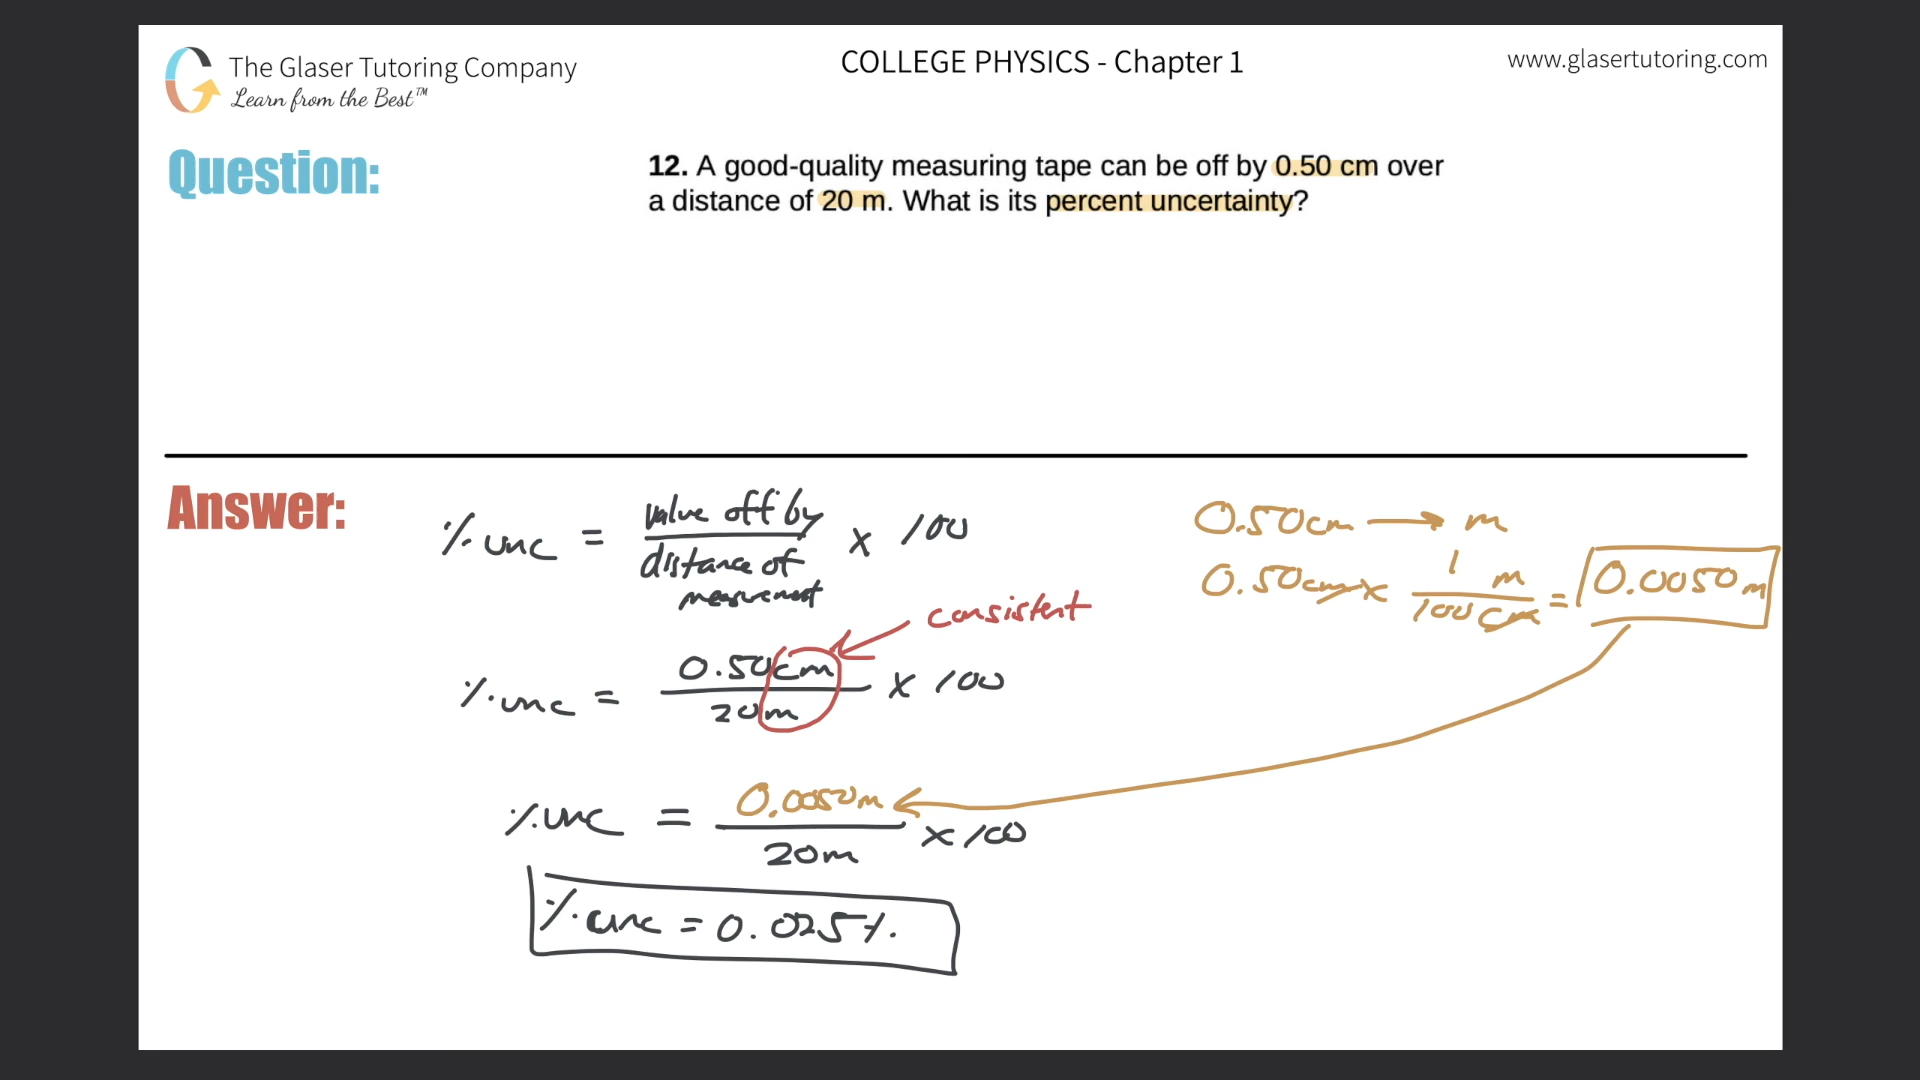 The Glaser Tutoring Company
Learn from the Best™
COLLEGE PHYSICS - Chapter 1
www.glasertutoring.com
Question:
12. A good-quality measuring tape can be off by 0.50 cm over
a distance of 20 m. What is its percent uncertainty?
Answer:
% unc = value off by / distance of measurement x 100
0.50cm → m
0.50cm x 1 m / 100 cm = 0.0050 m
consistent
% unc = 0.50cm / 20m x 100
% unc = 0.0050m / 20m x 100
% unc = 0.025%